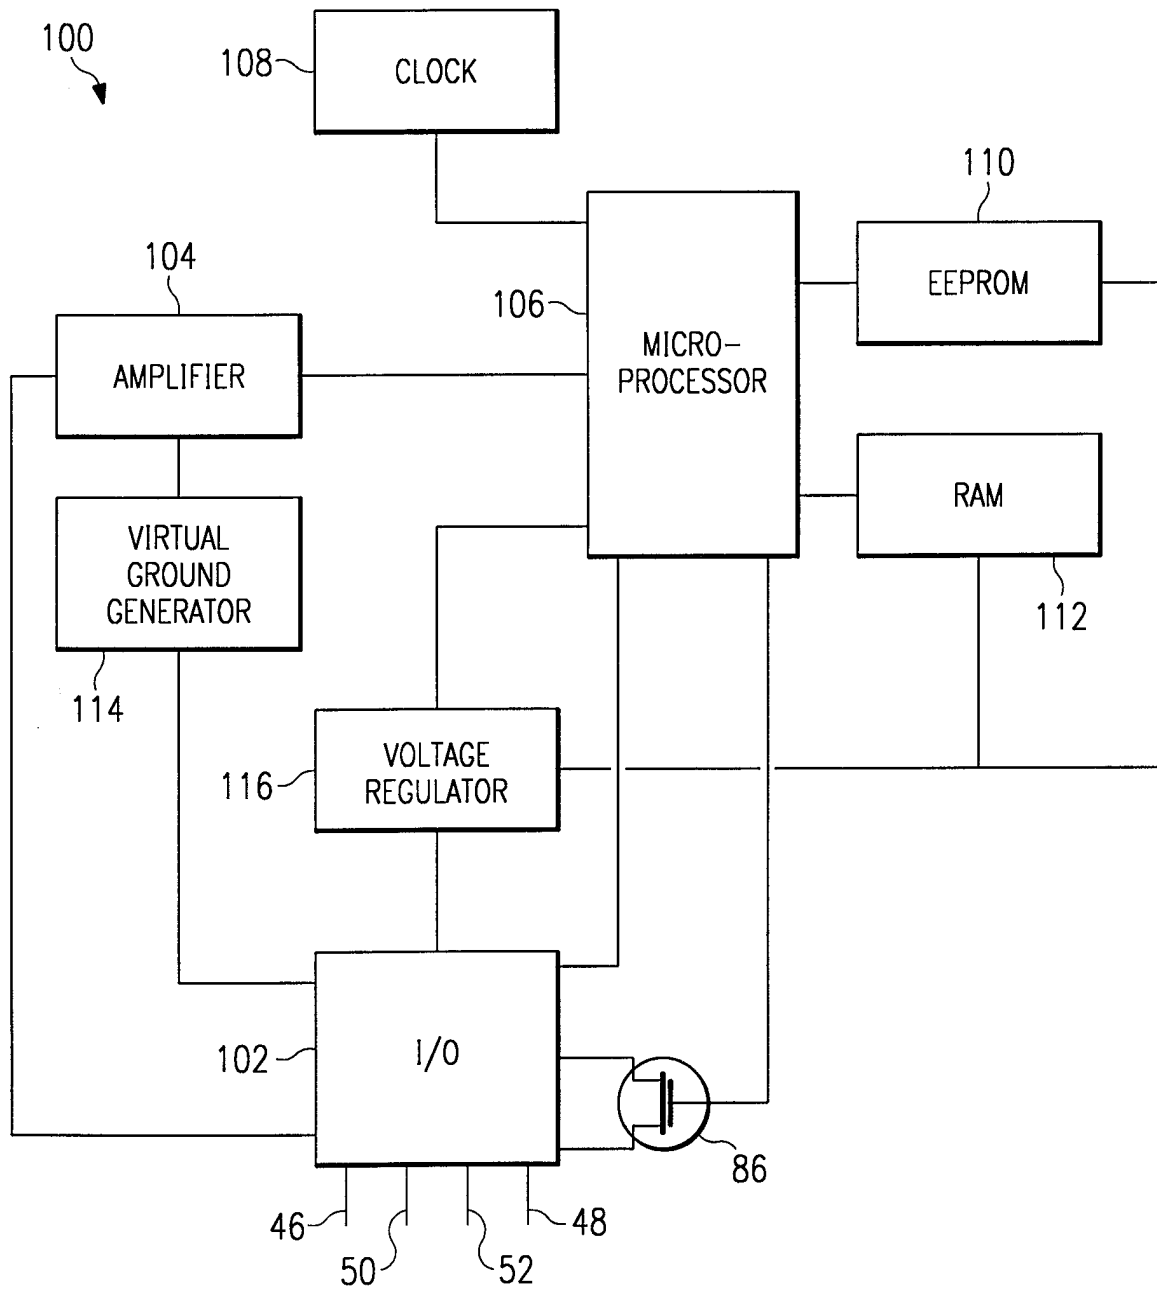 100
108
CLOCK
110
104
106
EEPROM
AMPLIFIER
MICRO-
PROCESSOR
RAM
VIRTUAL
GROUND
GENERATOR
112
114
116
VOLTAGE
REGULATOR
102
I/O
86
46
48
50
52